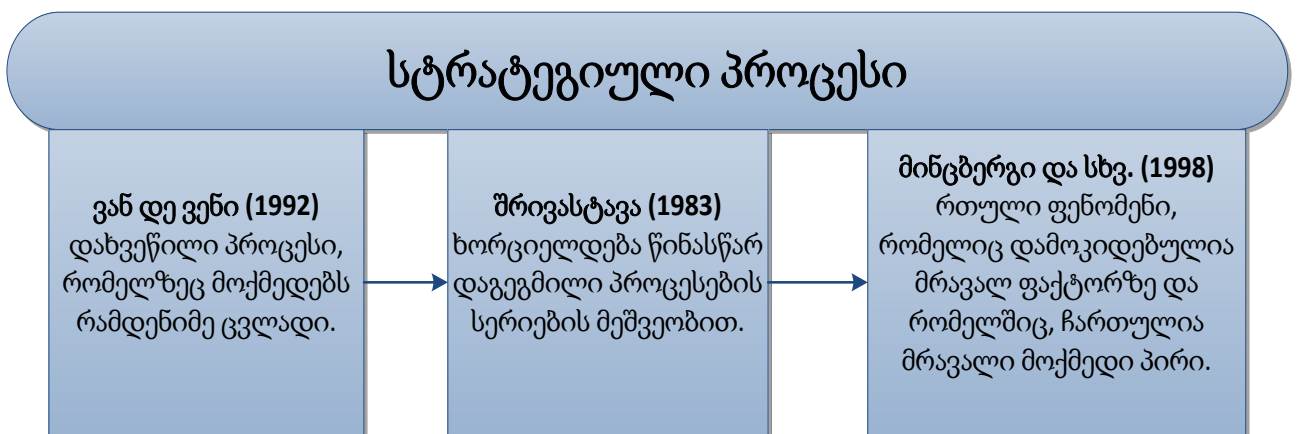 სტრატეგიული პროცესი
ვან დე ვენი (1992)
დახვეწილი პროცესი,
რომელზეც მოქმედებს
რამდენიმე ცვლადი.
შრივასტავა (1983)
ხორციელდება წინასწარ
დაგეგმილი პროცესების
სერიების მეშვეობით.
მინცბერგი და სხვ. (1998)
რთული ფენომენი,
რომელიც დამოკიდებულია
მრავალ ფაქტორზე და
რომელშიც, ჩართულია
მრავალი მოქმედი პირი.